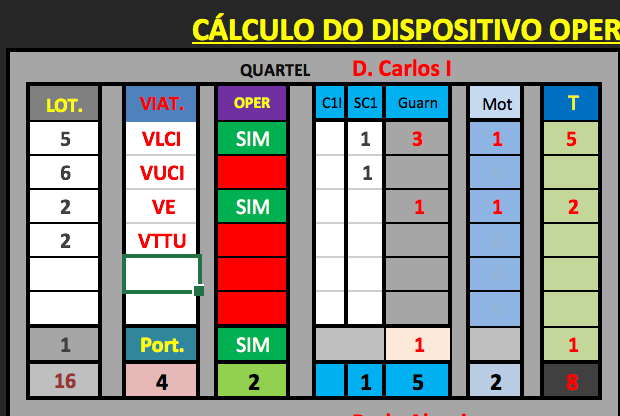 CÁLCULO DO DISPOSITIVO OPER
QUARTEL D. Carlos I
LOT. VIAT. OPER C1I SC1 Guarn Mot T
5 VLCI SIM 1 3 1 5
6 VUCI 1
2 VE SIM 1 1 2
2 VTTU
1 Port. SIM 1 1
16 4 2 1 5 2 8